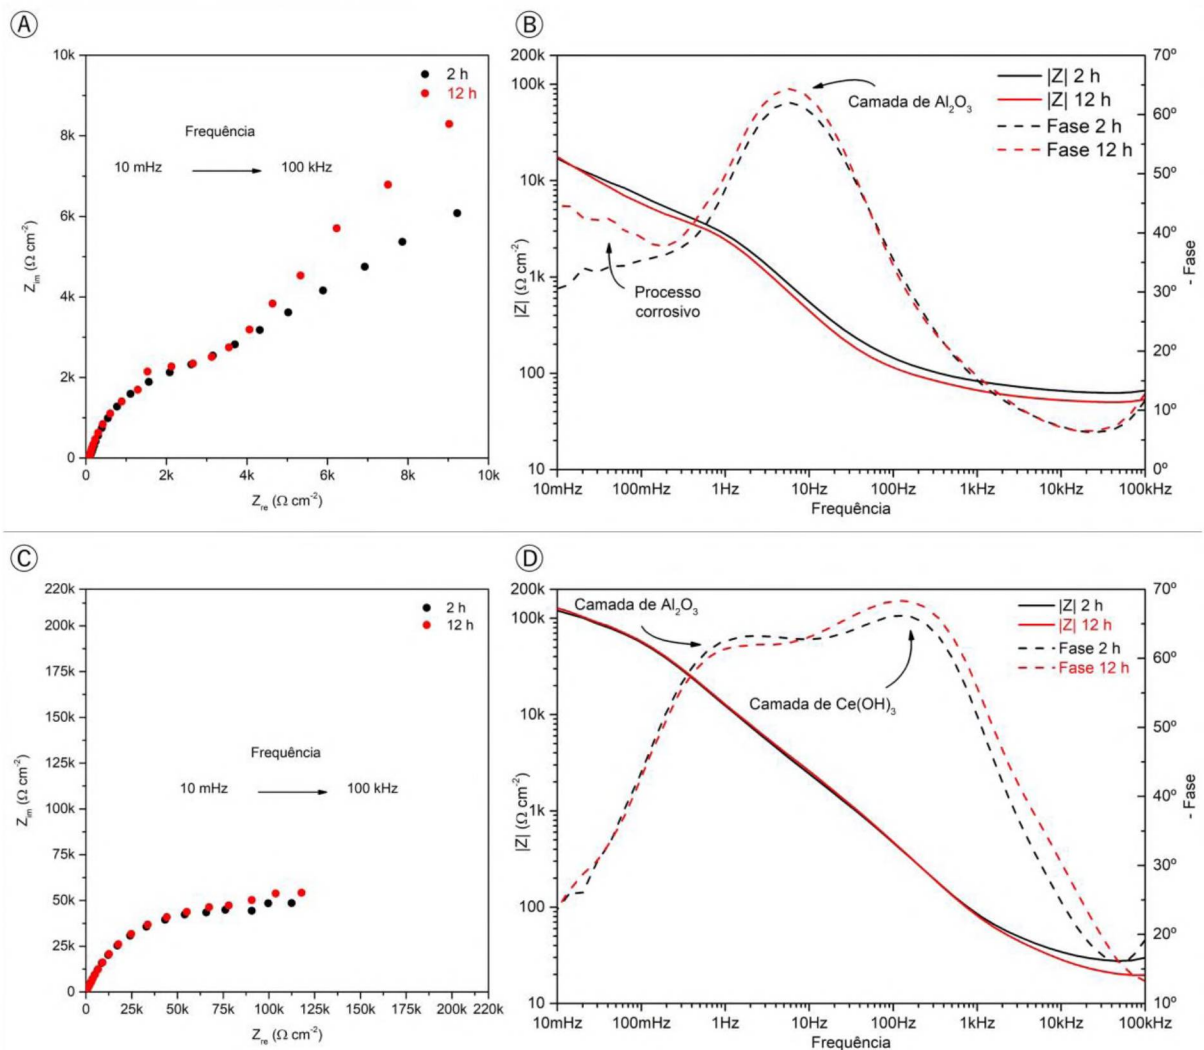 A
10k
8k
6k
4k
2k
0
Z_im (Ω cm⁻²)
2 h
12 h
Frequência
10 mHz 100 kHz
0 2k 4k 6k 8k 10k
Z_re (Ω cm⁻²)
B
200k
100k
10k
1k
100
10
|Z| (Ω cm⁻²)
Camada de Al₂O₃
|Z| 2 h
|Z| 12 h
Fase 2 h
Fase 12 h
Processo
corrosivo
70º
60º
50º
40º
30º
20º
10º
0º
- Fase
10mHz 100mHz 1Hz 10Hz 100Hz 1kHz 10kHz 100kHz
Frequência
C
220k
200k
175k
150k
125k
100k
75k
50k
25k
0
Z_im (Ω cm⁻²)
2 h
12 h
Frequência
10 mHz 100 kHz
0 25k 50k 75k 100k 125k 150k 175k 200k 220k
Z_re (Ω cm⁻²)
D
200k
100k
10k
1k
100
10
|Z| (Ω cm⁻²)
Camada de Al₂O₃
|Z| 2 h
|Z| 12 h
Fase 2 h
Fase 12 h
Camada de Ce(OH)₃
70º
60º
50º
40º
30º
20º
10º
- Fase
10mHz 100mHz 1Hz 10Hz 100Hz 1kHz 10kHz 100kHz
Frequência